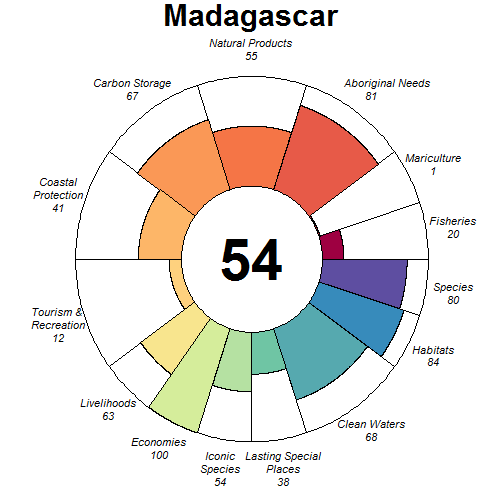 Madagascar
Natural Products
55
Carbon Storage
67
Aboriginal Needs
81
Mariculture
1
Coastal
Protection
41
Fisheries
20
54
Species
80
Tourism &
Recreation
12
Habitats
84
Livelihoods
63
Clean Waters
68
Economies
100
Iconic
Species
54
Lasting Special
Places
38